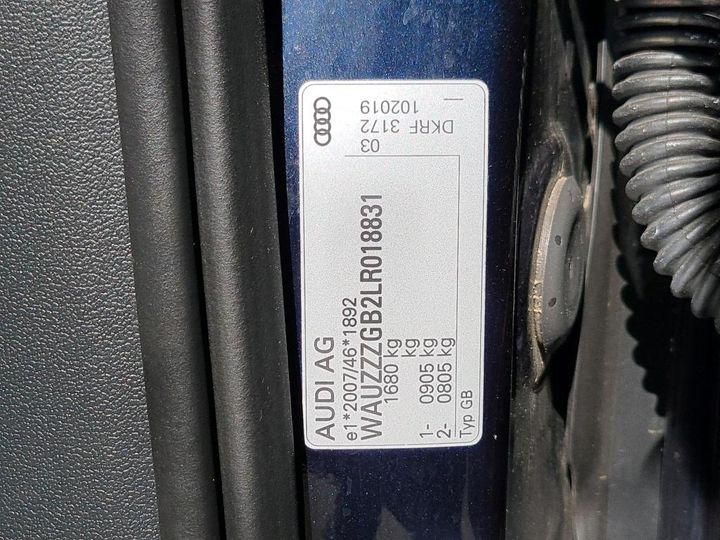 AUDI AG
e1*2007/46*1892
WAUZZZGB2LR018831
1680 kg
1- 0905 kg
2- 0805 kg
Typ GB
03
DKRF 3172
102019